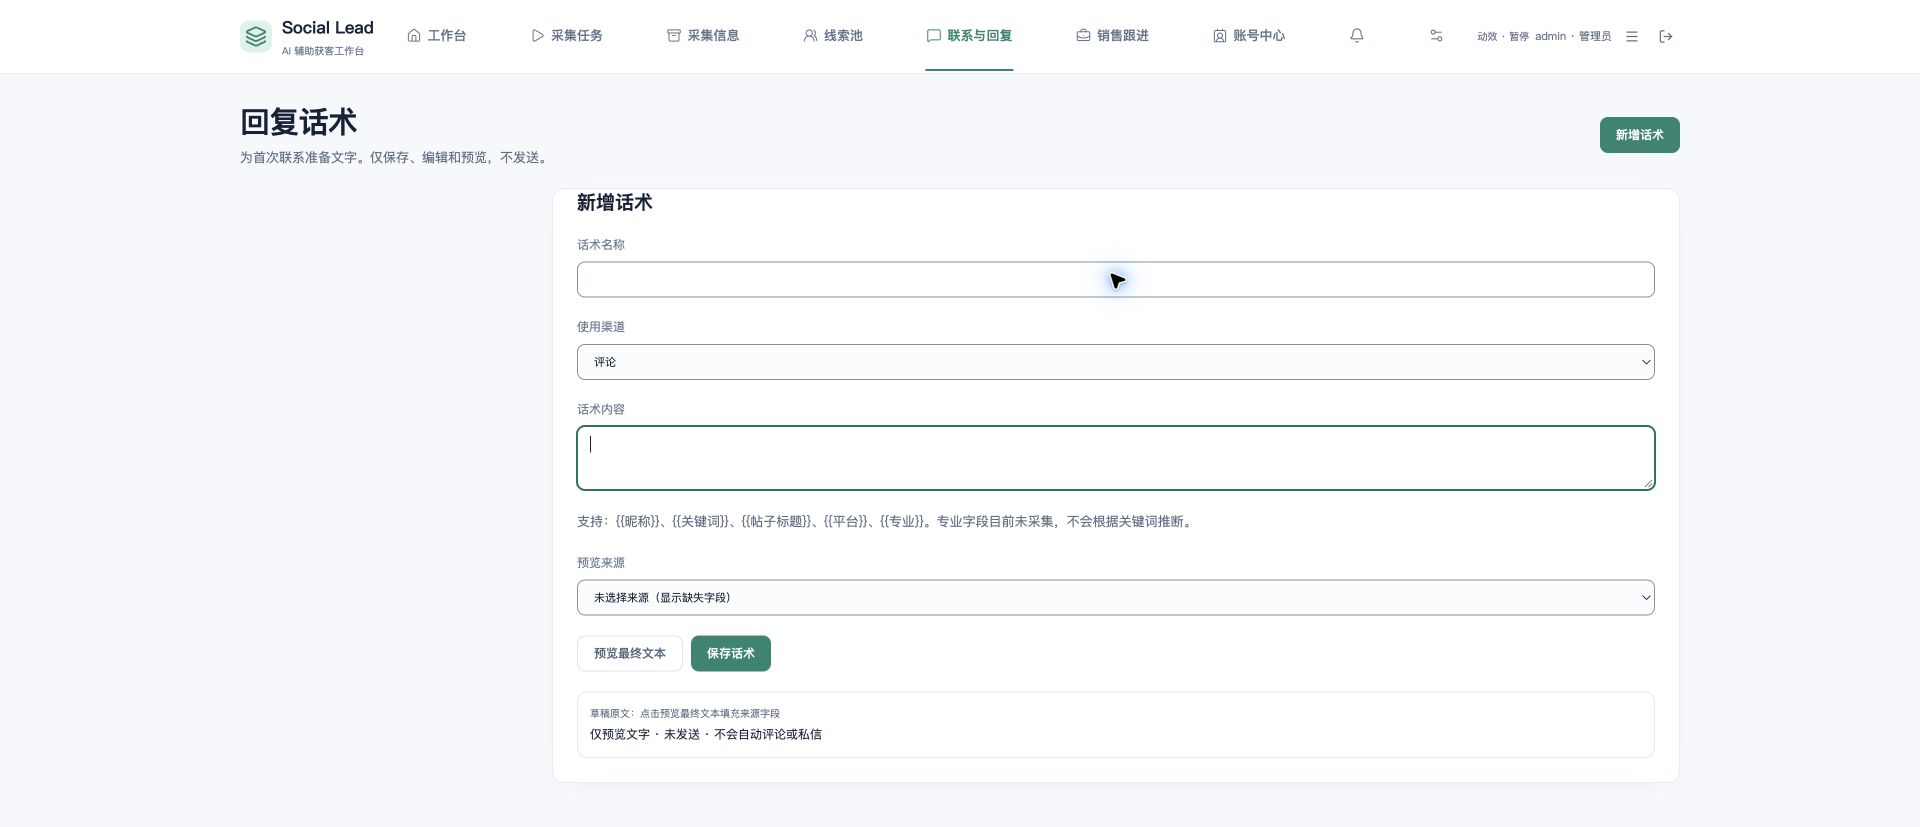 Social Lead
AI 辅助获客工作台
工作台
采集任务
采集信息
线索池
联系与回复
销售跟进
账号中心
动效 · 暂停 admin · 管理员
回复话术
为首次联系准备文字。仅保存、编辑和预览，不发送。
新增话术
新增话术
话术名称
使用渠道
评论
话术内容
支持：{{昵称}}、{{关键词}}、{{帖子标题}}、{{平台}}、{{专业}}。专业字段目前未采集，不会根据关键词推断。
预览来源
未选择来源（显示缺失字段）
预览最终文本
保存话术
草稿原文：点击预览最终文本填充来源字段
仅预览文字 · 未发送 · 不会自动评论或私信